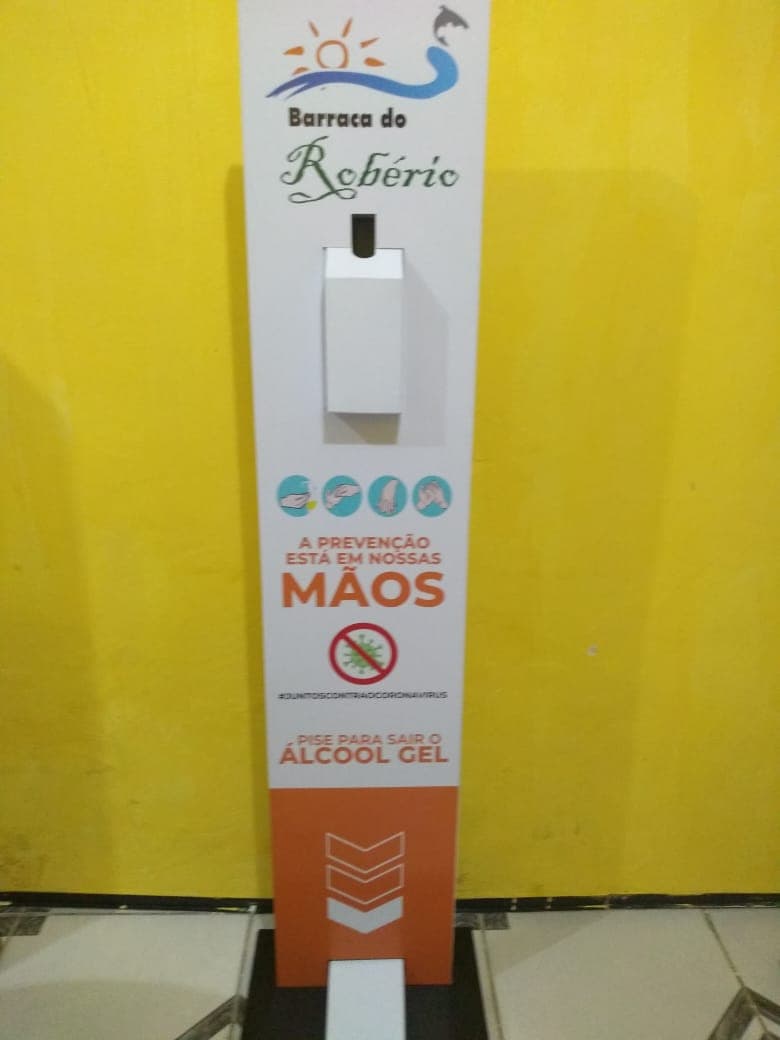 Barraca do
Robério
A PREVENÇÃO
ESTÁ EM NOSSAS
MÃOS
#JUNTOSCONTRAOCORONAVIRUS
PISE PARA SAIR O
ÁLCOOL GEL